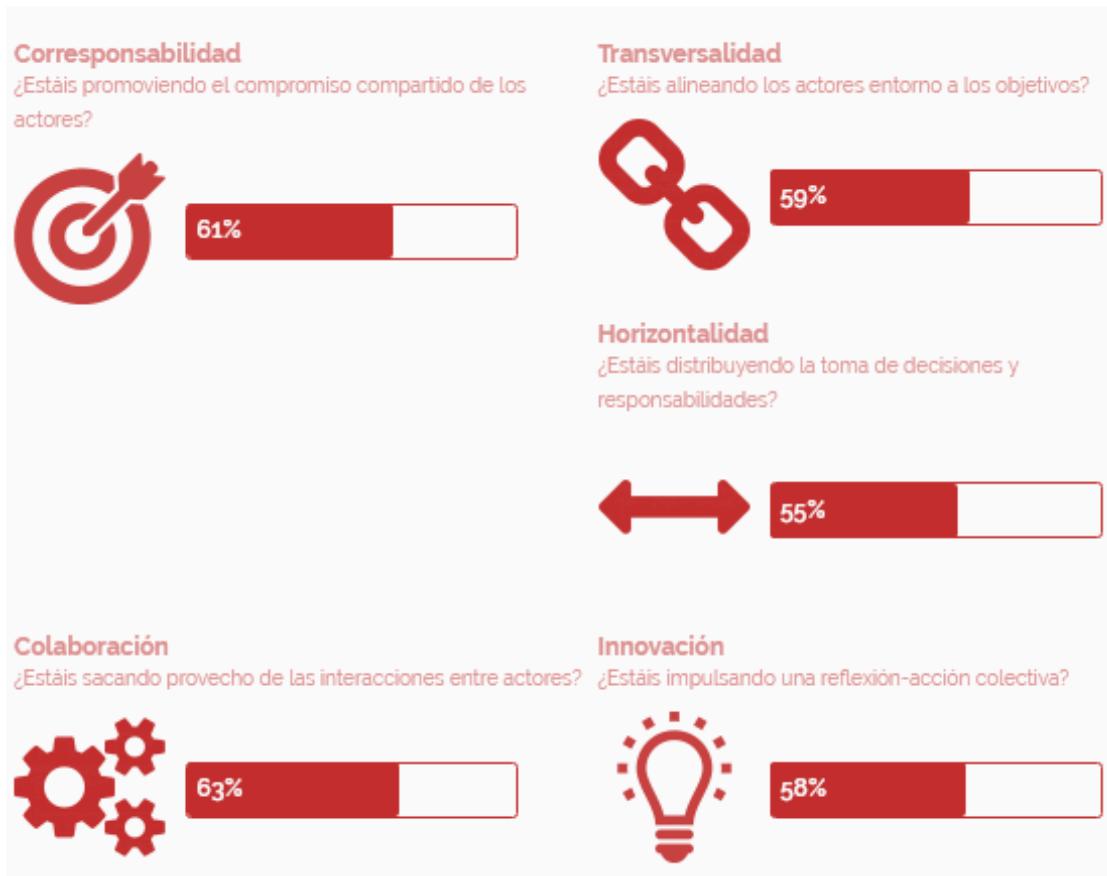 Corresponsabilidad
¿Estáis promoviendo el compromiso compartido de los
actores?
61%
Transversalidad
¿Estáis alineando los actores entorno a los objetivos?
59%
Horizontalidad
¿Estáis distribuyendo la toma de decisiones y
responsabilidades?
55%
Colaboración
¿Estáis sacando provecho de las interacciones entre actores?
63%
Innovación
¿Estáis impulsando una reflexión-acción colectiva?
58%